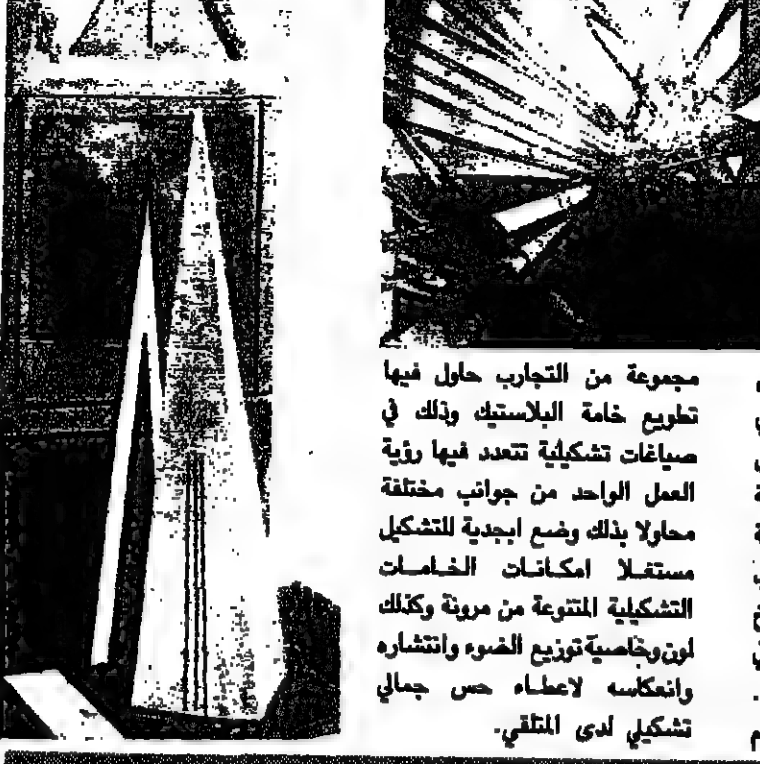 مجموعة من التجارب حاول فيها
تطويع خامة البلاستيك وذلك في
صياغات تشكيلية تتعدد فيها رؤية
العمل الواحد من جوانب مختلفة
محاولا بذلك وضع ابجدية للتشكيل
مستغلا امكانات الخامات
التشكيلية المتنوعة من مرونة وكذلك
لون وخاصية توزيع الضوء وانتشاره
وانعكاسه لاعطاء حس جمالي
تشكيلي لدى المتلقي.